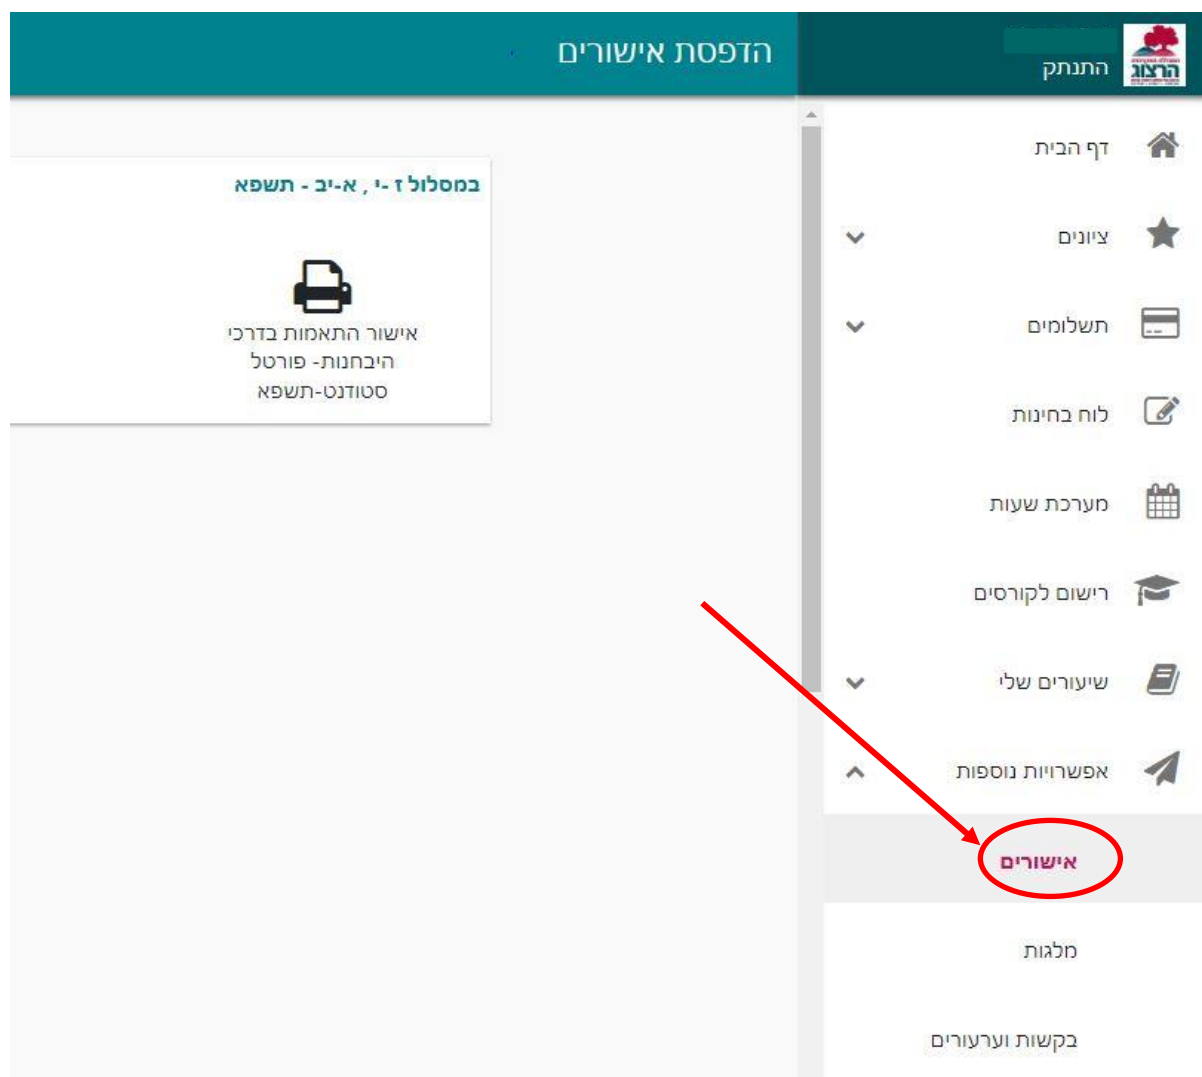 הרצוג
התנתק
הדפסת אישורים
דף הבית
ציונים
תשלומים
לוח בחינות
מערכת שעות
רישום לקורסים
שיעורים שלי
אפשרויות נוספות
אישורים
מלגות
בקשות וערעורים
במסלול ז -י , א-יב - תשפא
אישור התאמות בדרכי
היבחנות- פורטל
סטודנט-תשפא